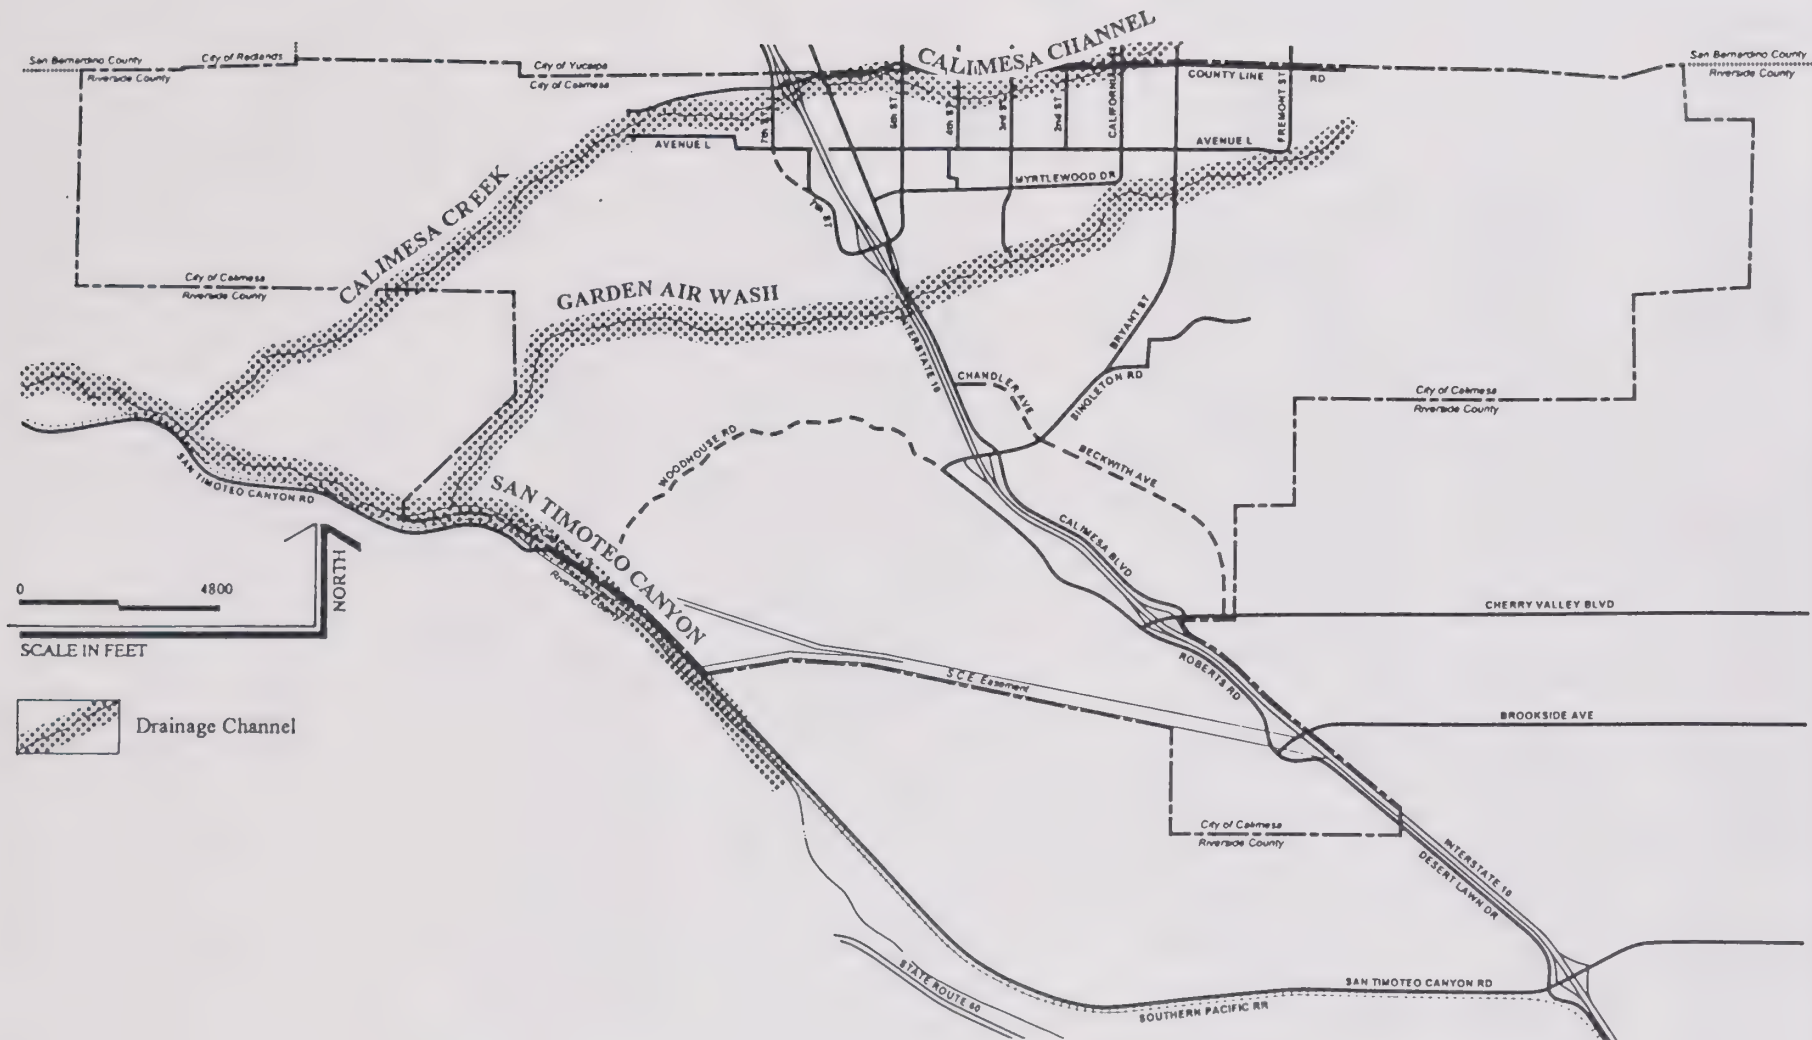 CALIMESA CHANNEL
San Bernardino County
Riverside County
City of Redlands
City of Yucaipa
City of Calimesa
COUNTY LINE RD
San Bernardino County
Riverside County
7th ST
5th ST
4th ST
3rd ST
2nd ST
CALIFORNIA
FREMONT ST
AVENUE L
AVENUE L
MYRTLEWOOD DR
7th ST
CALIMESA CREEK
City of Calimesa
Riverside County
GARDEN AIR WASH
INTERSTATE 10
BRYANT ST
CHANDLER AVE
SINGLETON RD
City of Calimesa
Riverside County
WOODHOUSE RD
BECKWITH AVE
SAN TIMOTEO CANYON RD
SAN TIMOTEO CANYON
Riverside County
CALIMESA BLVD
NORTH
0 4800
SCALE IN FEET
CHERRY VALLEY BLVD
ROBERTS RD
S.C.E. Easement
BROOKSIDE AVE
Drainage Channel
City of Calimesa
Riverside County
INTERSTATE 10
DESERT LAWN DR
STATE ROUTE 60
SAN TIMOTEO CANYON RD
SOUTHERN PACIFIC RR